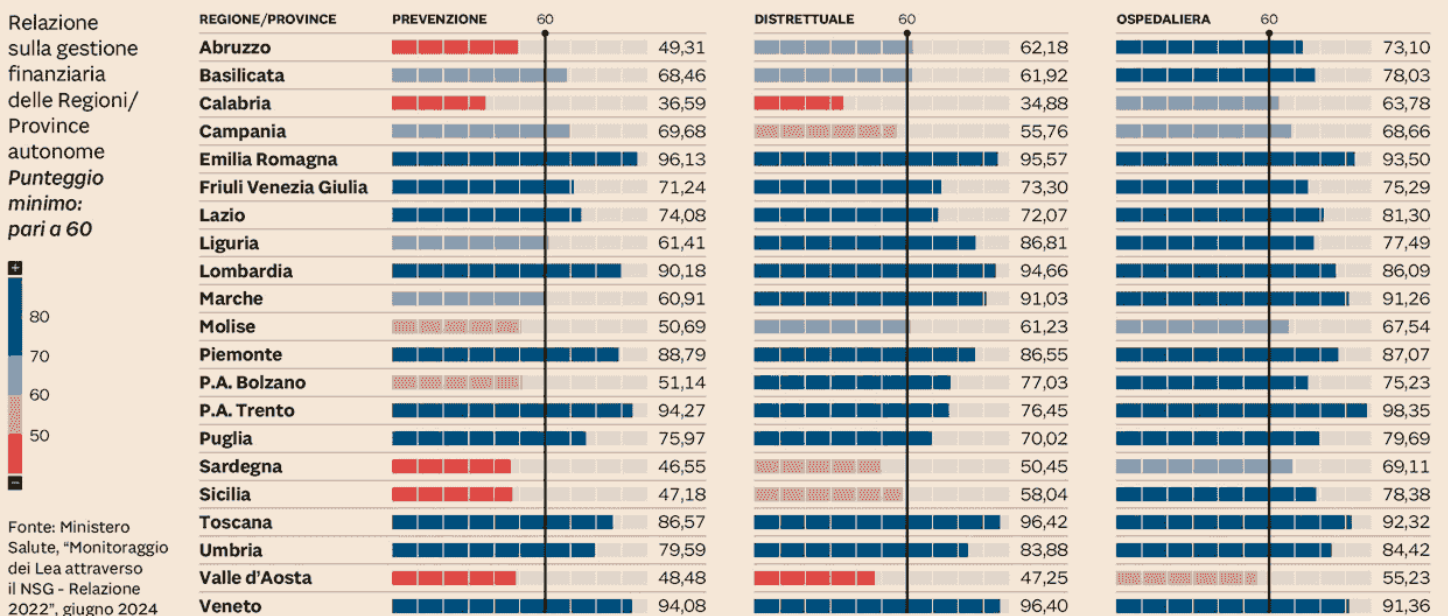 Relazione
sulla gestione
finanziaria
delle Regioni/
Province
autonome
Punteggio
minimo:
pari a 60
+
80
70
60
50
−
Fonte: Ministero
Salute, “Monitoraggio
dei Lea attraverso
il NSG - Relazione
2022”, giugno 2024
REGIONE/PROVINCE PREVENZIONE 60 DISTRETTUALE 60 OSPEDALIERA 60
Abruzzo 49,31 62,18 73,10
Basilicata 68,46 61,92 78,03
Calabria 36,59 34,88 63,78
Campania 69,68 55,76 68,66
Emilia Romagna 96,13 95,57 93,50
Friuli Venezia Giulia 71,24 73,30 75,29
Lazio 74,08 72,07 81,30
Liguria 61,41 86,81 77,49
Lombardia 90,18 94,66 86,09
Marche 60,91 91,03 91,26
Molise 50,69 61,23 67,54
Piemonte 88,79 86,55 87,07
P.A. Bolzano 51,14 77,03 75,23
P.A. Trento 94,27 76,45 98,35
Puglia 75,97 70,02 79,69
Sardegna 46,55 50,45 69,11
Sicilia 47,18 58,04 78,38
Toscana 86,57 96,42 92,32
Umbria 79,59 83,88 84,42
Valle d’Aosta 48,48 47,25 55,23
Veneto 94,08 96,40 91,36